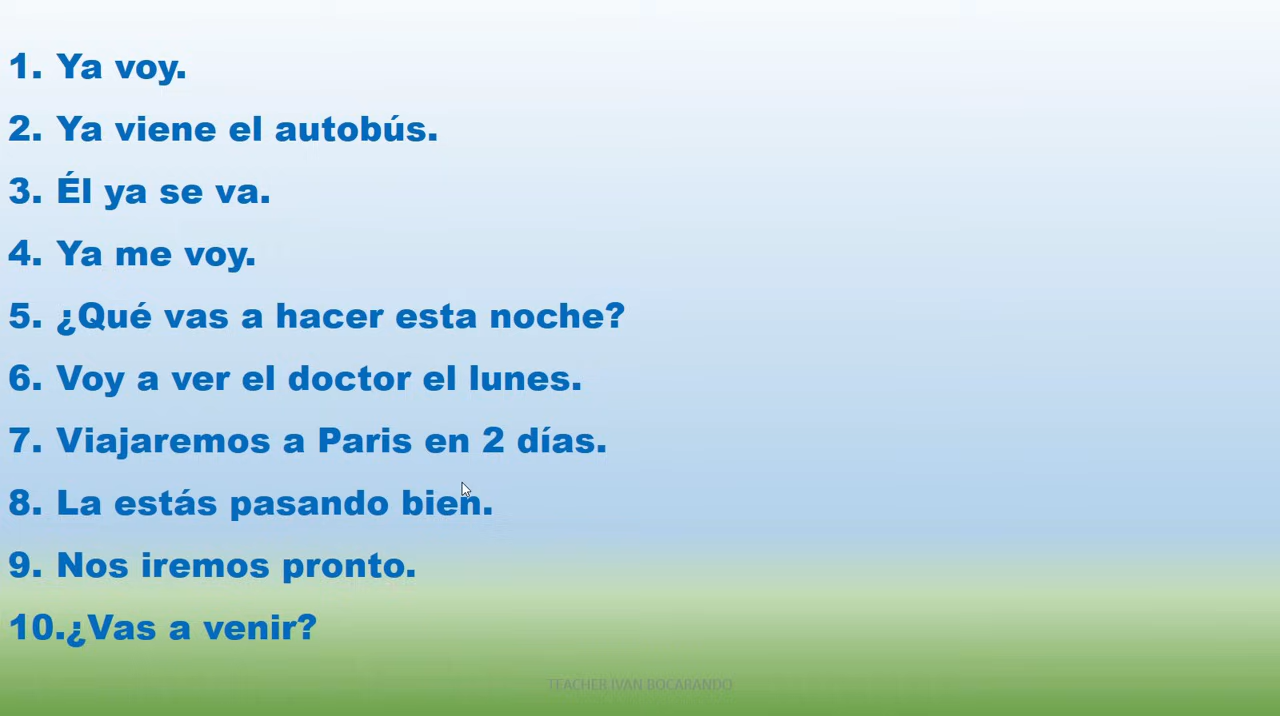 1. Ya voy.
2. Ya viene el autobús.
3. Él ya se va.
4. Ya me voy.
5. ¿Qué vas a hacer esta noche?
6. Voy a ver el doctor el lunes.
7. Viajaremos a Paris en 2 días.
8. La estás pasando bien.
9. Nos iremos pronto.
10.¿Vas a venir?
TEACHER IVAN BOCARANDO